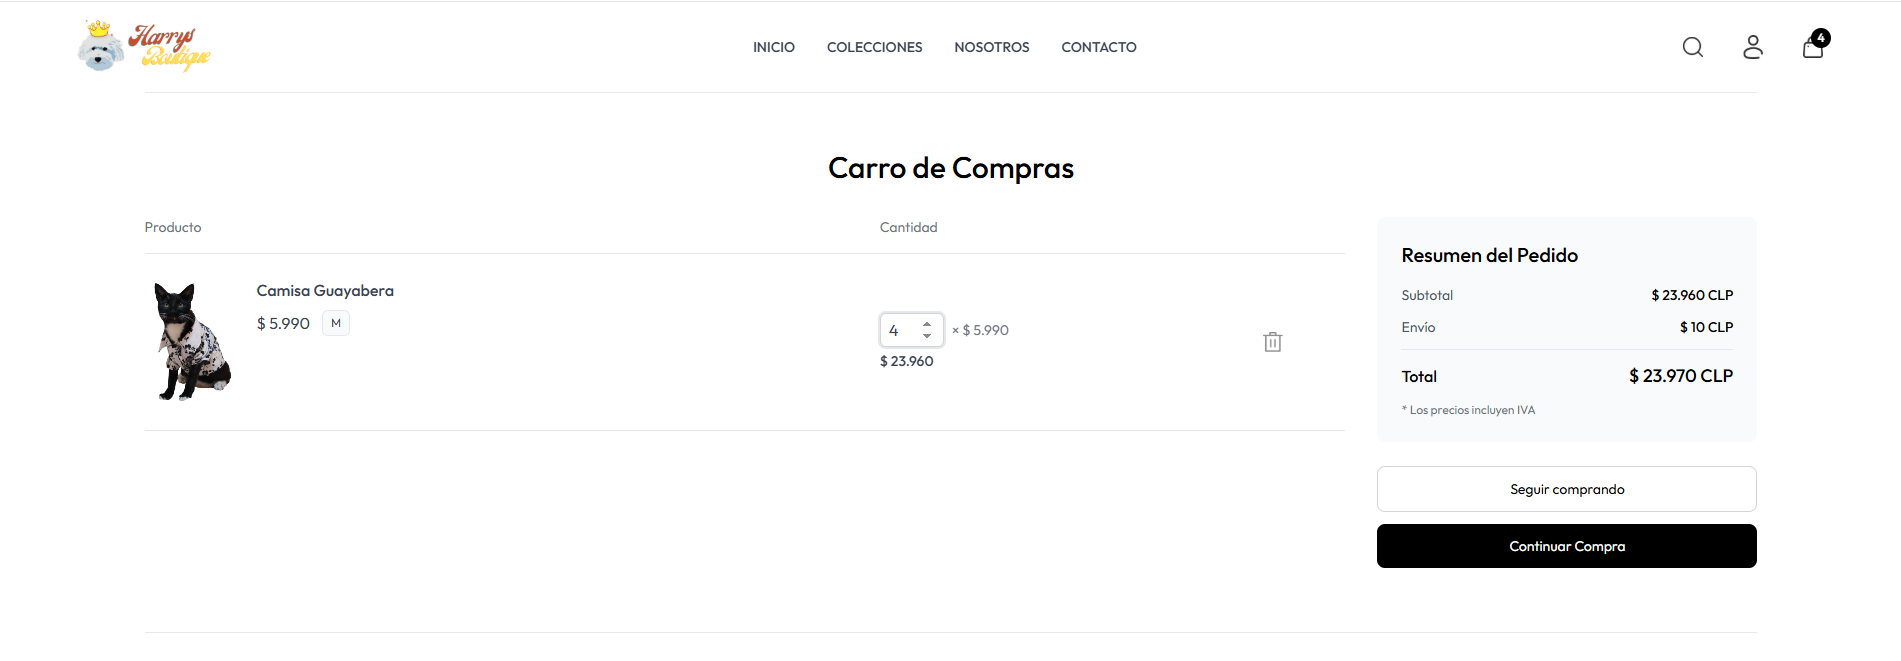 Harrys
Boutique
INICIO COLECCIONES NOSOTROS CONTACTO
4
Carro de Compras
Producto Cantidad
Camisa Guayabera
$ 5.990 M
4 × $ 5.990
$ 23.960
Resumen del Pedido
Subtotal $ 23.960 CLP
Envío $ 10 CLP
Total $ 23.970 CLP
* Los precios incluyen IVA
Seguir comprando
Continuar Compra